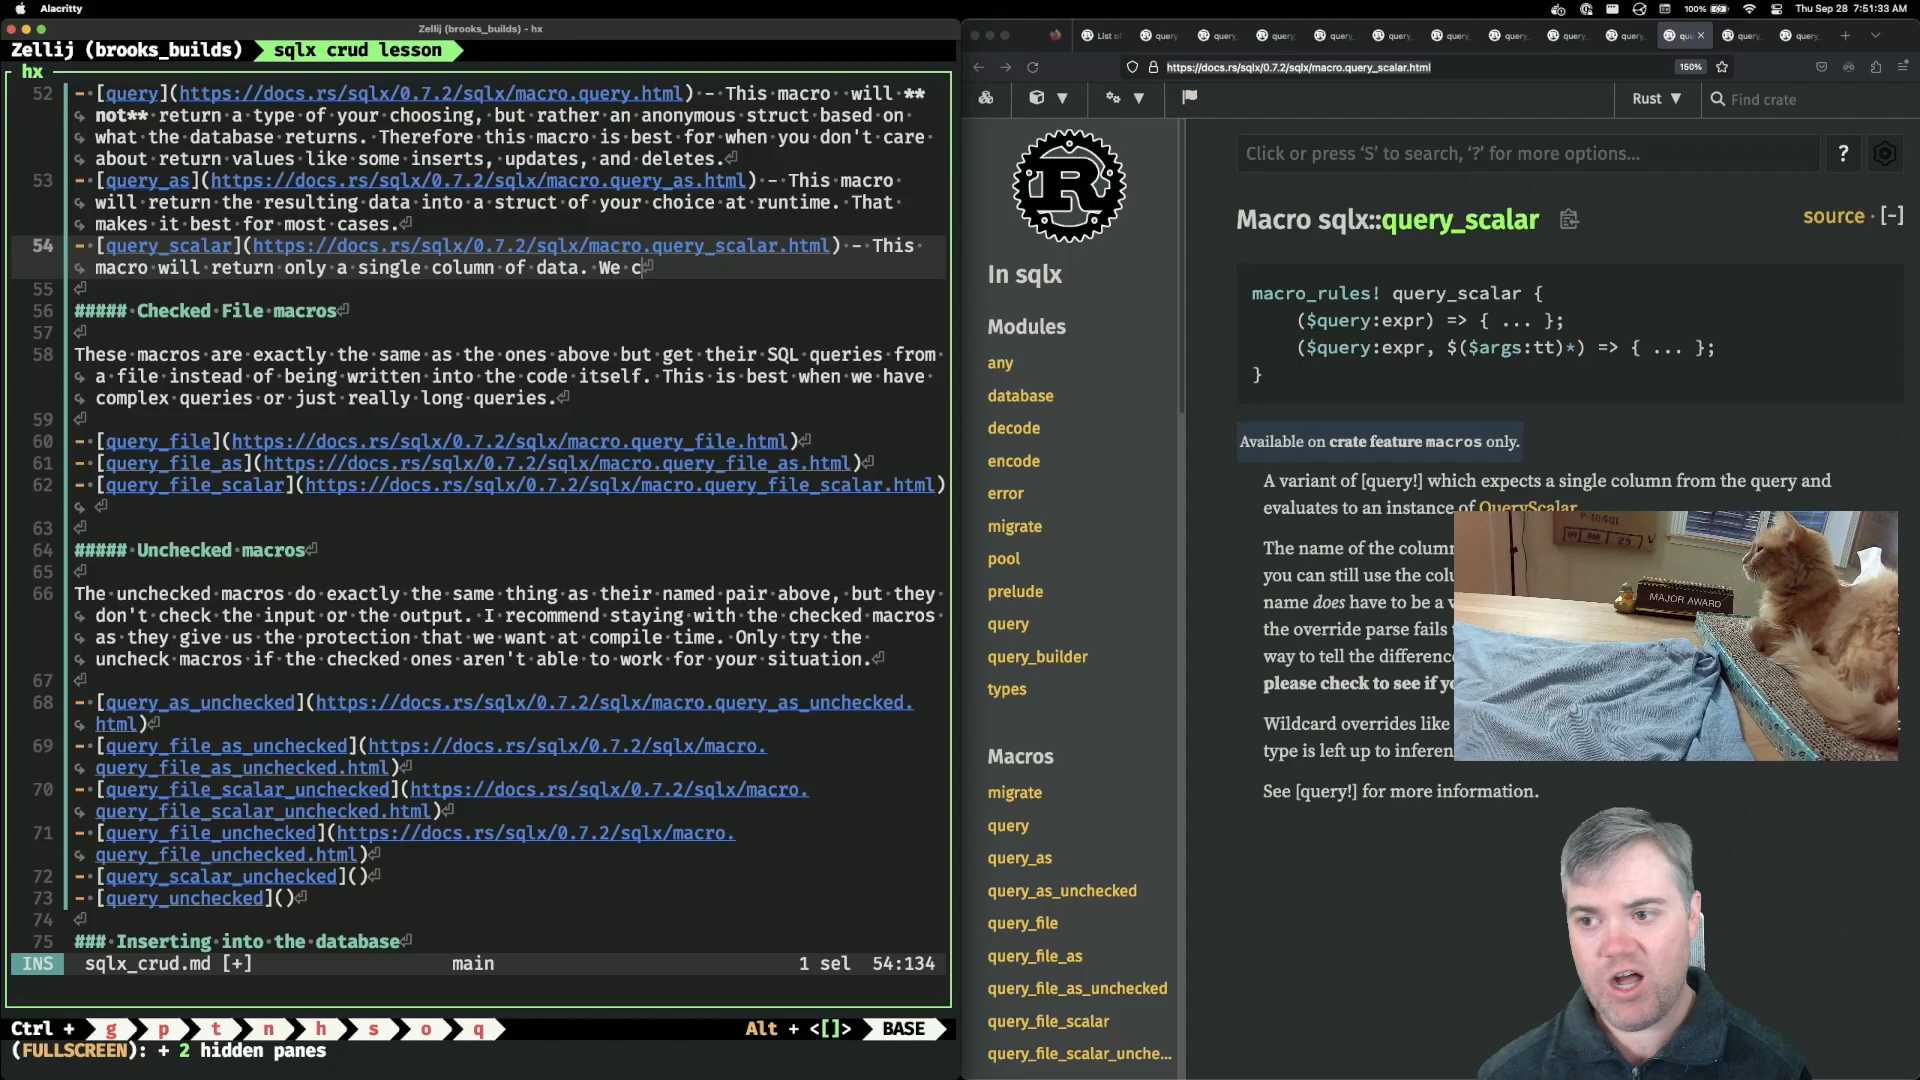 Alacritty
100%
Thu Sep 28 7:51:33 AM
Zellij (brooks_builds) - hx
Zellij (brooks_builds) sqlx crud lesson
hx
52 - [query](https://docs.rs/sqlx/0.7.2/sqlx/macro.query.html) - This macro will **
not** return a type of your choosing, but rather an anonymous struct based on
what the database returns. Therefore this macro is best for when you don't care
about return values like some inserts, updates, and deletes.
53 - [query_as](https://docs.rs/sqlx/0.7.2/sqlx/macro.query_as.html) - This macro
will return the resulting data into a struct of your choice at runtime. That
makes it best for most cases.
54 - [query_scalar](https://docs.rs/sqlx/0.7.2/sqlx/macro.query_scalar.html) - This
macro will return only a single column of data. We c
55
56 ##### Checked File macros
57
58 These macros are exactly the same as the ones above but get their SQL queries from
a file instead of being written into the code itself. This is best when we have
complex queries or just really long queries.
59
60 - [query_file](https://docs.rs/sqlx/0.7.2/sqlx/macro.query_file.html)
61 - [query_file_as](https://docs.rs/sqlx/0.7.2/sqlx/macro.query_file_as.html)
62 - [query_file_scalar](https://docs.rs/sqlx/0.7.2/sqlx/macro.query_file_scalar.html)
63
64 ##### Unchecked macros
65
66 The unchecked macros do exactly the same thing as their named pair above, but they
don't check the input or the output. I recommend staying with the checked macros
as they give us the protection that we want at compile time. Only try the
uncheck macros if the checked ones aren't able to work for your situation.
67
68 - [query_as_unchecked](https://docs.rs/sqlx/0.7.2/sqlx/macro.query_as_unchecked.
html)
69 - [query_file_as_unchecked](https://docs.rs/sqlx/0.7.2/sqlx/macro.
query_file_as_unchecked.html)
70 - [query_file_scalar_unchecked](https://docs.rs/sqlx/0.7.2/sqlx/macro.
query_file_scalar_unchecked.html)
71 - [query_file_unchecked](https://docs.rs/sqlx/0.7.2/sqlx/macro.
query_file_unchecked.html)
72 - [query_scalar_unchecked]()
73 - [query_unchecked]()
74
75 ### Inserting into the database
INS sqlx_crud.md [+] main 1 sel 54:134
Ctrl + g p t n h s o q Alt + <[]> BASE
(FULLSCREEN): + 2 hidden panes
List of query query query query query query query query query qu query query
https://docs.rs/sqlx/0.7.2/sqlx/macro.query_scalar.html
150%
Rust
Find crate
Click or press ‘S’ to search, ‘?’ for more options…
?
In sqlx
Modules
any
database
decode
encode
error
migrate
pool
prelude
query
query_builder
types
Macros
migrate
query
query_as
query_as_unchecked
query_file
query_file_as
query_file_as_unchecked
query_file_scalar
query_file_scalar_unche...
Macro sqlx::query_scalar
source · [-]
macro_rules! query_scalar {
($query:expr) => { ... };
($query:expr, $($args:tt)*) => { ... };
}
Available on crate feature macros only.
A variant of [query!] which expects a single column from the query and
evaluates to an instance of QueryScalar
The name of the
you can still use the
name does have to be a
the override parse fails
way to tell the
please check to see if
Wildcard overrides like
type is left up to
See [query!] for more information.
P-10401
25
MAJOR AWARD